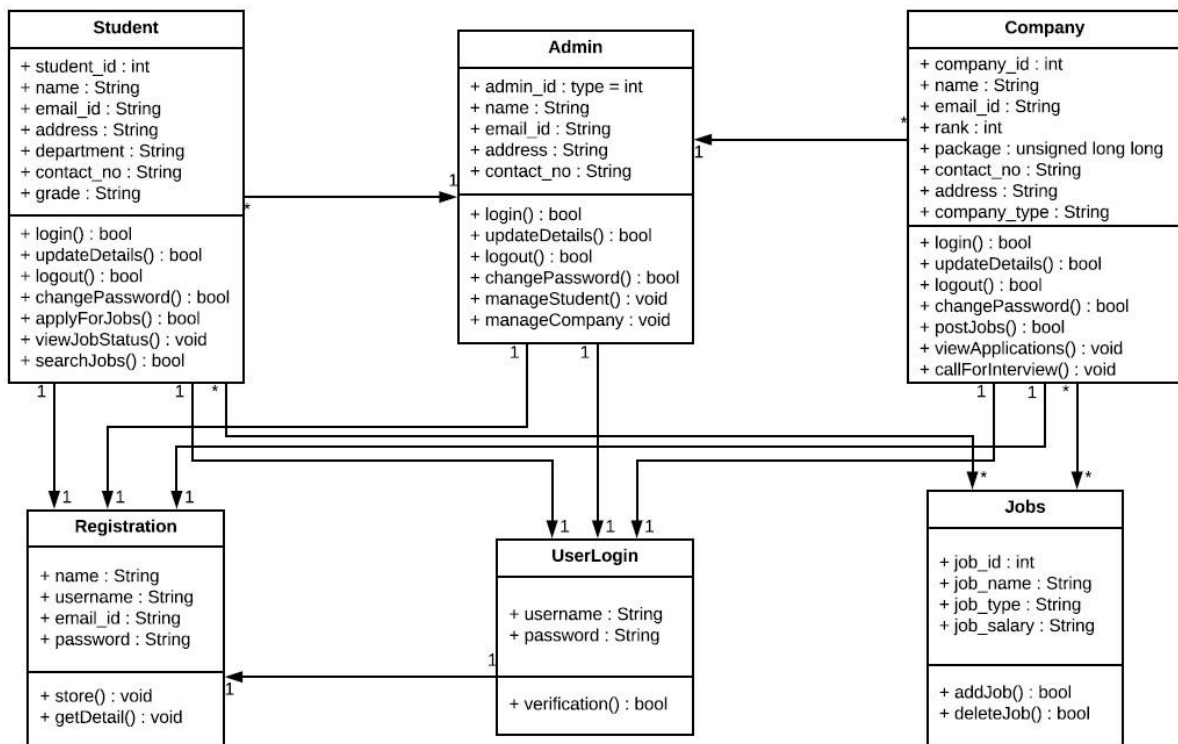 Student
+ student_id : int
+ name : String
+ email_id : String
+ address : String
+ department : String
+ contact_no : String
+ grade : String
+ login() : bool
+ updateDetails() : bool
+ logout() : bool
+ changePassword() : bool
+ applyForJobs() : bool
+ viewJobStatus() : void
+ searchJobs() : bool
Admin
+ admin_id : type = int
+ name : String
+ email_id : String
+ address : String
+ contact_no : String
+ login() : bool
+ updateDetails() : bool
+ logout() : bool
+ changePassword() : bool
+ manageStudent() : void
+ manageCompany : void
Company
+ company_id : int
+ name : String
+ email_id : String
+ rank : int
+ package : unsigned long long
+ contact_no : String
+ address : String
+ company_type : String
+ login() : bool
+ updateDetails() : bool
+ logout() : bool
+ changePassword() : bool
+ postJobs() : bool
+ viewApplications() : void
+ callForInterview() : void
*
1
*
1
1
1
*
1
1
1
1
*
1
1
1
1
1
1
*
*
Registration
+ name : String
+ username : String
+ email_id : String
+ password : String
+ store() : void
+ getDetail() : void
1
1
UserLogin
+ username : String
+ password : String
+ verification() : bool
Jobs
+ job_id : int
+ job_name : String
+ job_type : String
+ job_salary : String
+ addJob() : bool
+ deleteJob() : bool